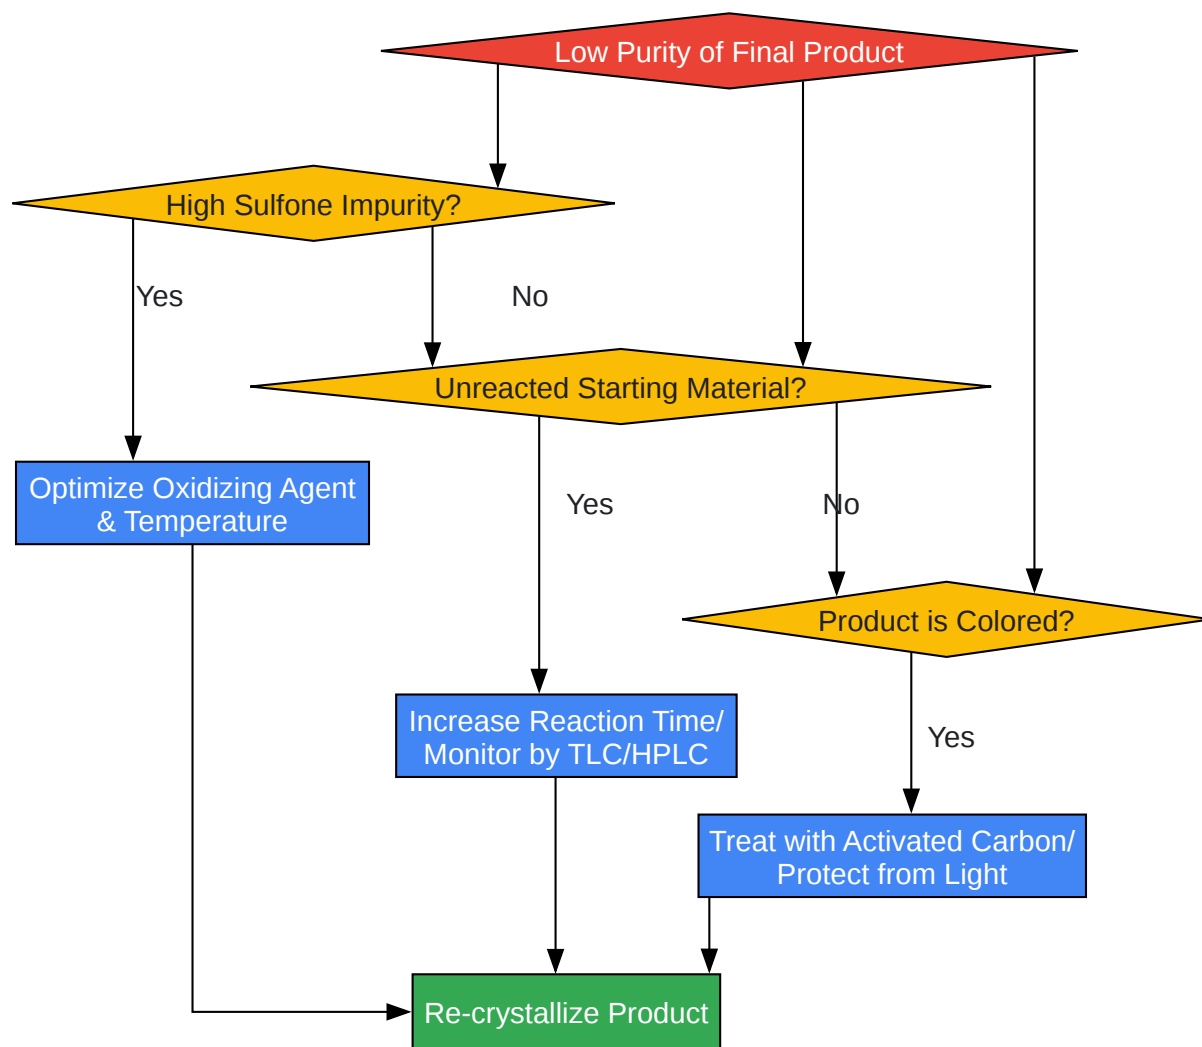 Low Purity of Final Product
High Sulfone Impurity?
Yes
No
Unreacted Starting Material?
Optimize Oxidizing Agent
& Temperature
Yes
No
Product is Colored?
Increase Reaction Time/
Monitor by TLC/HPLC
Yes
Treat with Activated Carbon/
Protect from Light
Re-crystallize Product